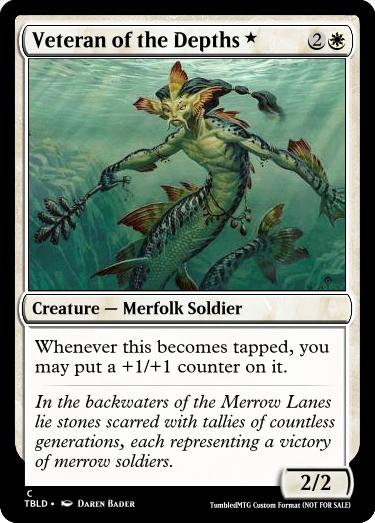 Veteran of the Depths ★ 2
Creature — Merfolk Soldier
Whenever this becomes tapped, you
may put a +1/+1 counter on it.
In the backwaters of the Merrow Lanes
lie stones scarred with tallies of countless
generations, each representing a victory
of merrow soldiers.
2/2
C
TBLD • Daren Bader
TumbledMTG Custom Format (NOT FOR SALE)